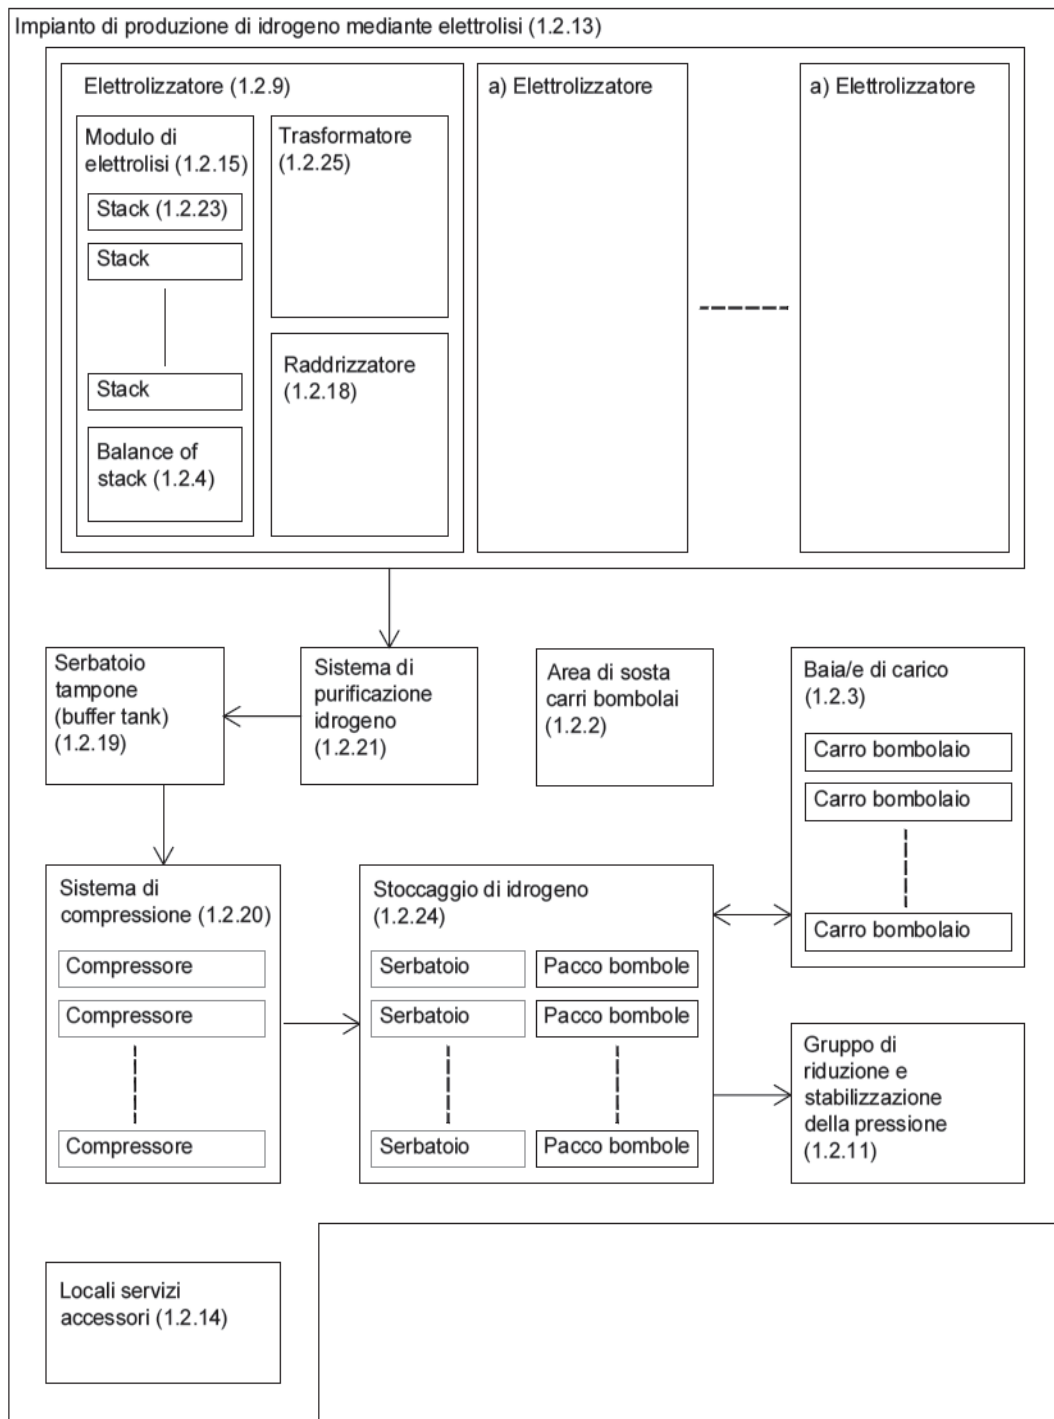 Impianto di produzione di idrogeno mediante elettrolisi (1.2.13)
Elettrolizzatore (1.2.9)
Modulo di
elettrolisi (1.2.15)
Stack (1.2.23)
Stack
Stack
Balance of
stack (1.2.4)
Trasformatore
(1.2.25)
Raddrizzatore
(1.2.18)
a) Elettrolizzatore
a) Elettrolizzatore
Serbatoio
tampone
(buffer tank)
(1.2.19)
Sistema di
purificazione
idrogeno
(1.2.21)
Area di sosta
carri bombolai
(1.2.2)
Baia/e di carico
(1.2.3)
Carro bombolaio
Carro bombolaio
Carro bombolaio
Sistema di
compressione (1.2.20)
Compressore
Compressore
Compressore
Stoccaggio di idrogeno
(1.2.24)
Serbatoio
Serbatoio
Serbatoio
Pacco bombole
Pacco bombole
Pacco bombole
Gruppo di
riduzione e
stabilizzazione
della pressione
(1.2.11)
Locali servizi
accessori (1.2.14)